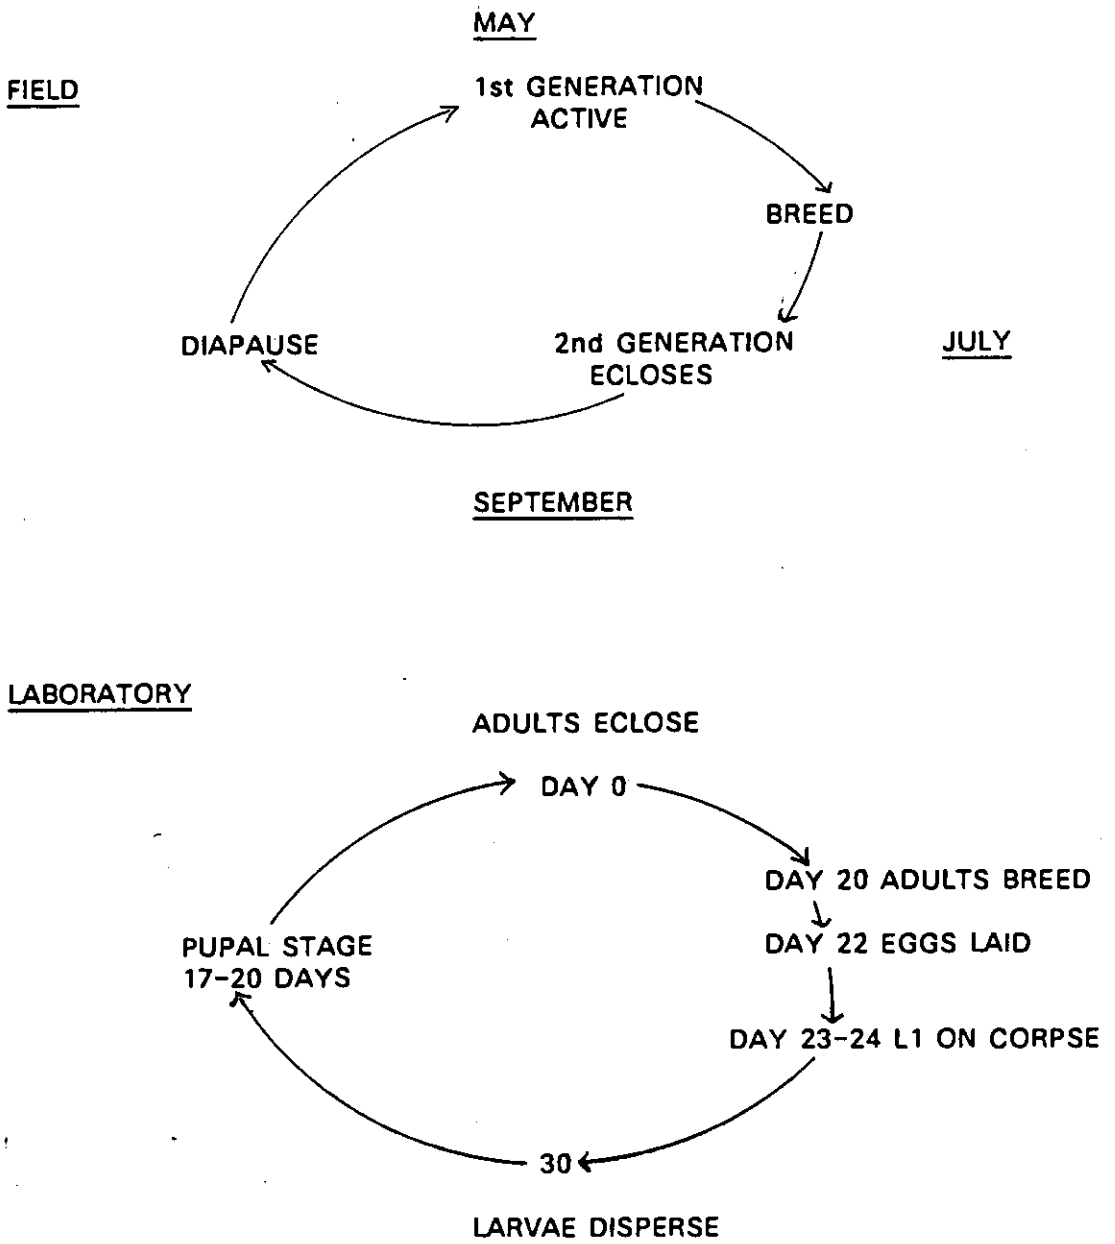 MAY
FIELD
1st GENERATION
ACTIVE
BREED
DIAPAUSE
2nd GENERATION
ECLOSES
JULY
SEPTEMBER
LABORATORY
ADULTS ECLOSE
DAY 0
DAY 20 ADULTS BREED
PUPAL STAGE
17-20 DAYS
DAY 22 EGGS LAID
DAY 23-24 L1 ON CORPSE
30
LARVAE DISPERSE